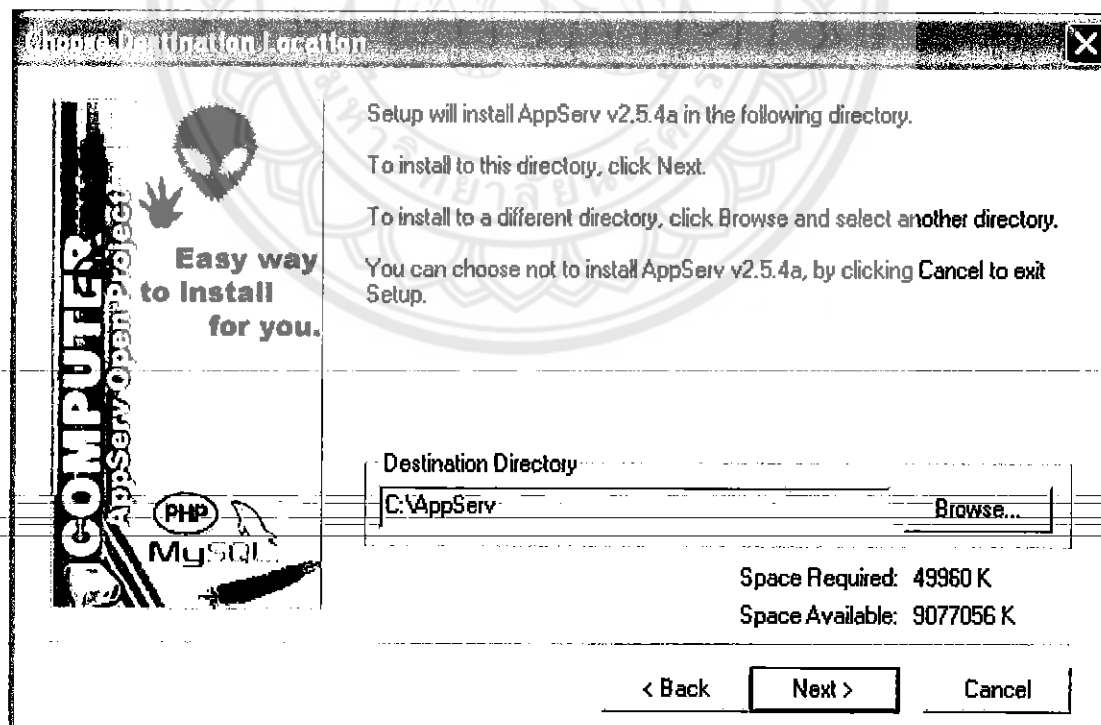 Choose Destination Location
Setup will install AppServ v2.5.4a in the following directory.
To install to this directory, click Next.
To install to a different directory, click Browse and select another directory.
You can choose not to install AppServ v2.5.4a, by clicking Cancel to exit
Setup.
COMPUTER
AppServ Open Project
Easy way
to Install
for you.
PHP
MySQL
Destination Directory
C:\AppServ
Browse...
Space Required: 49960 K
Space Available: 9077056 K
< Back
Next >
Cancel